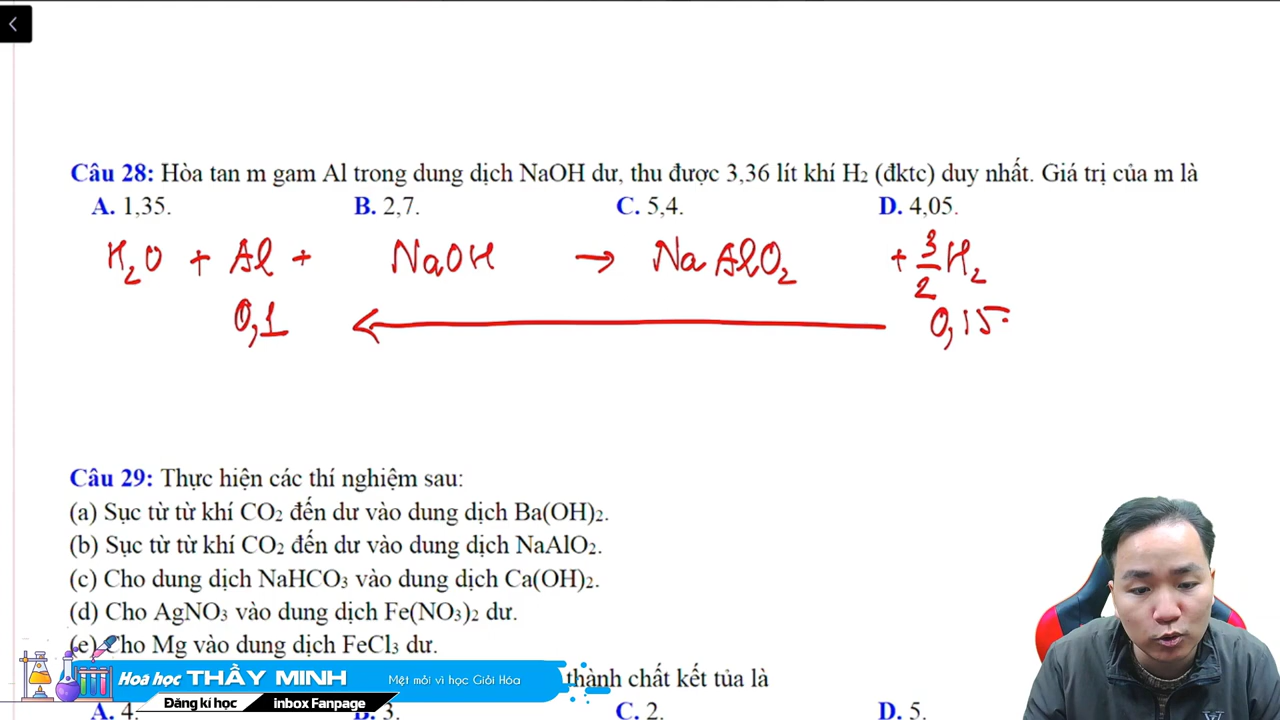 Câu 28: Hòa tan m gam Al trong dung dịch NaOH dư, thu được 3,36 lít khí H₂ (đktc) duy nhất. Giá trị của m là
A. 1,35. B. 2,7. C. 5,4. D. 4,05.
H₂O + Al + NaOH → NaAlO₂ + 3/2 H₂
0,1 ← 0,15
Câu 29: Thực hiện các thí nghiệm sau:
(a) Sục từ từ khí CO₂ đến dư vào dung dịch Ba(OH)₂.
(b) Sục từ từ khí CO₂ đến dư vào dung dịch NaAlO₂.
(c) Cho dung dịch NaHCO₃ vào dung dịch Ca(OH)₂.
(d) Cho AgNO₃ vào dung dịch Fe(NO₃)₂ dư.
(e) Cho Mg vào dung dịch FeCl₃ dư.
thành chất kết tủa là
Hoá học THẦY MINH Mệt mỏi vì học Giỏi Hóa
Đăng kí học inbox Fanpage
A. 4. B. 3. C. 2. D. 5.